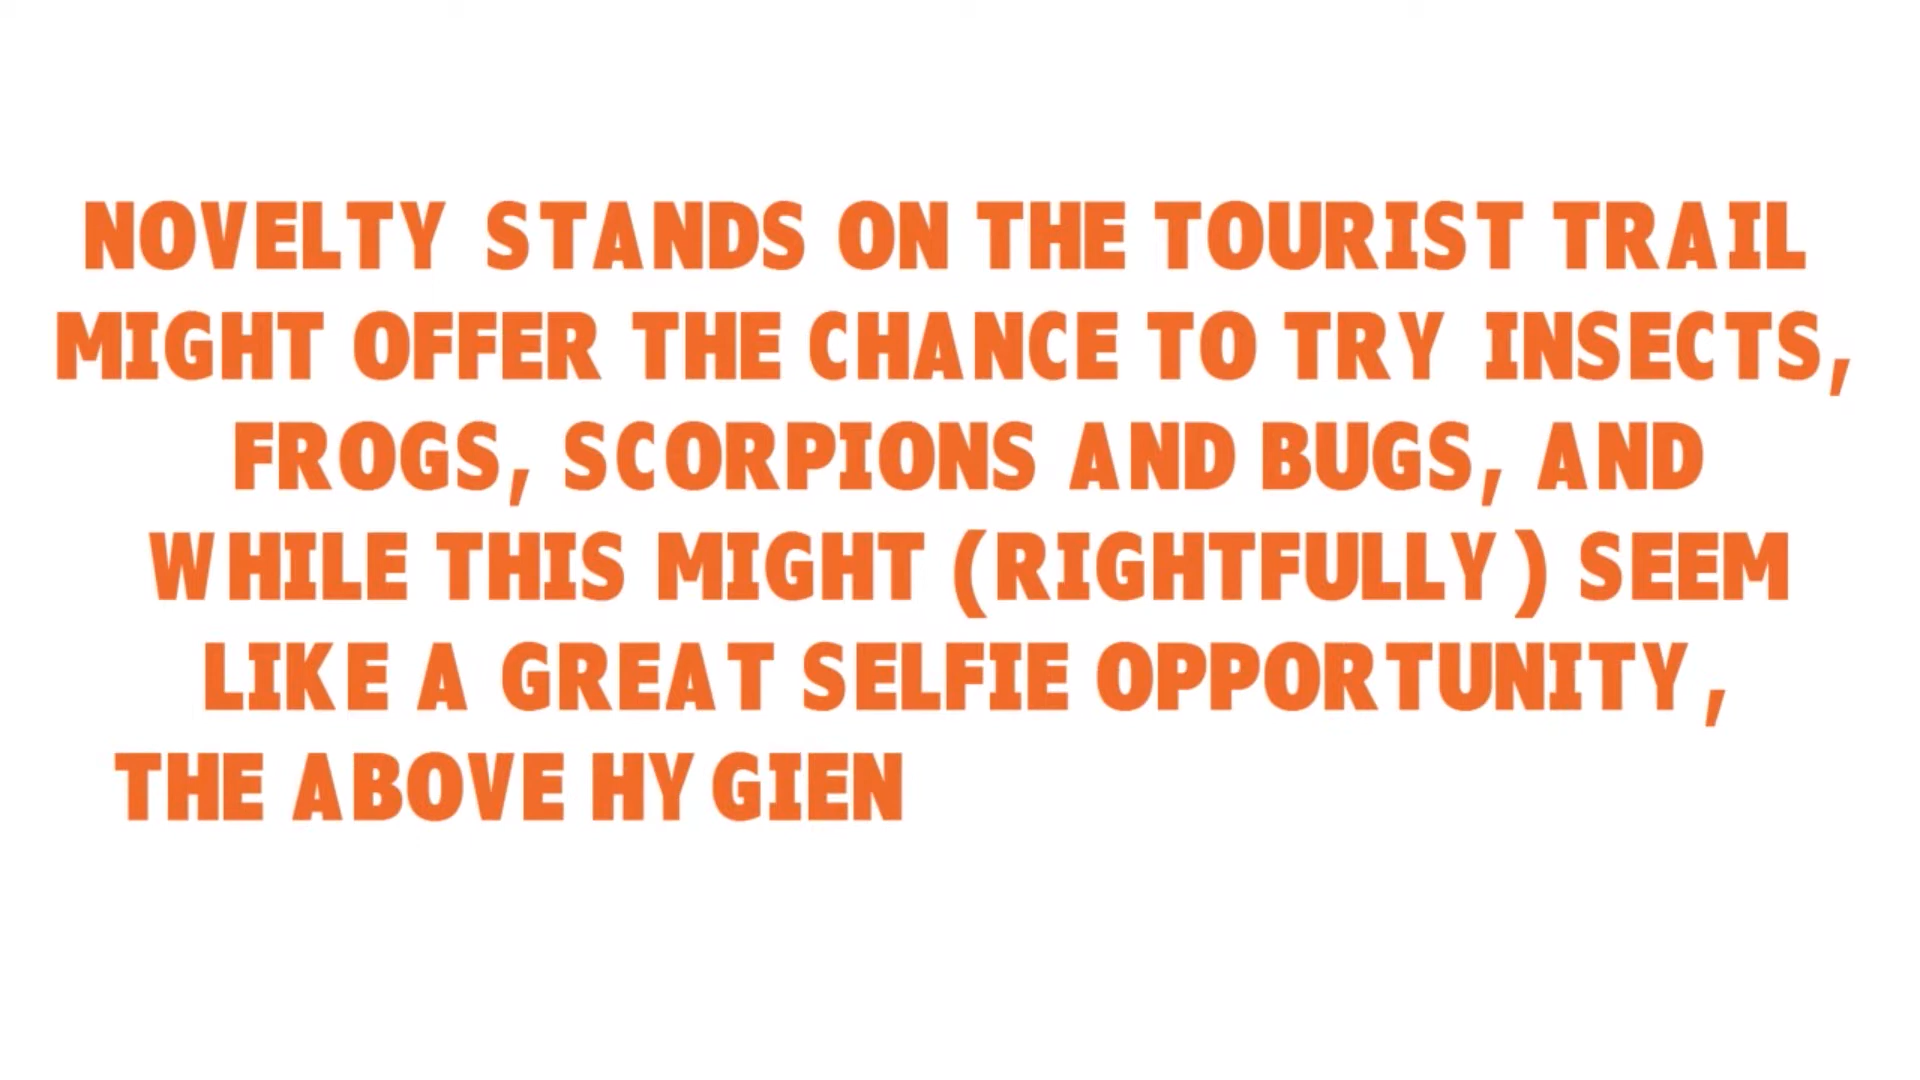 NOVELTY STANDS ON THE TOURIST TRAIL
MIGHT OFFER THE CHANCE TO TRY INSECTS,
FROGS, SCORPIONS AND BUGS, AND
WHILE THIS MIGHT (RIGHTFULLY) SEEM
LIKE A GREAT SELFIE OPPORTUNITY,
THE ABOVE HYGIEN